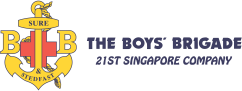 SURE
B B
& 
STEDFAST
THE BOYS' BRIGADE
21ST SINGAPORE COMPANY